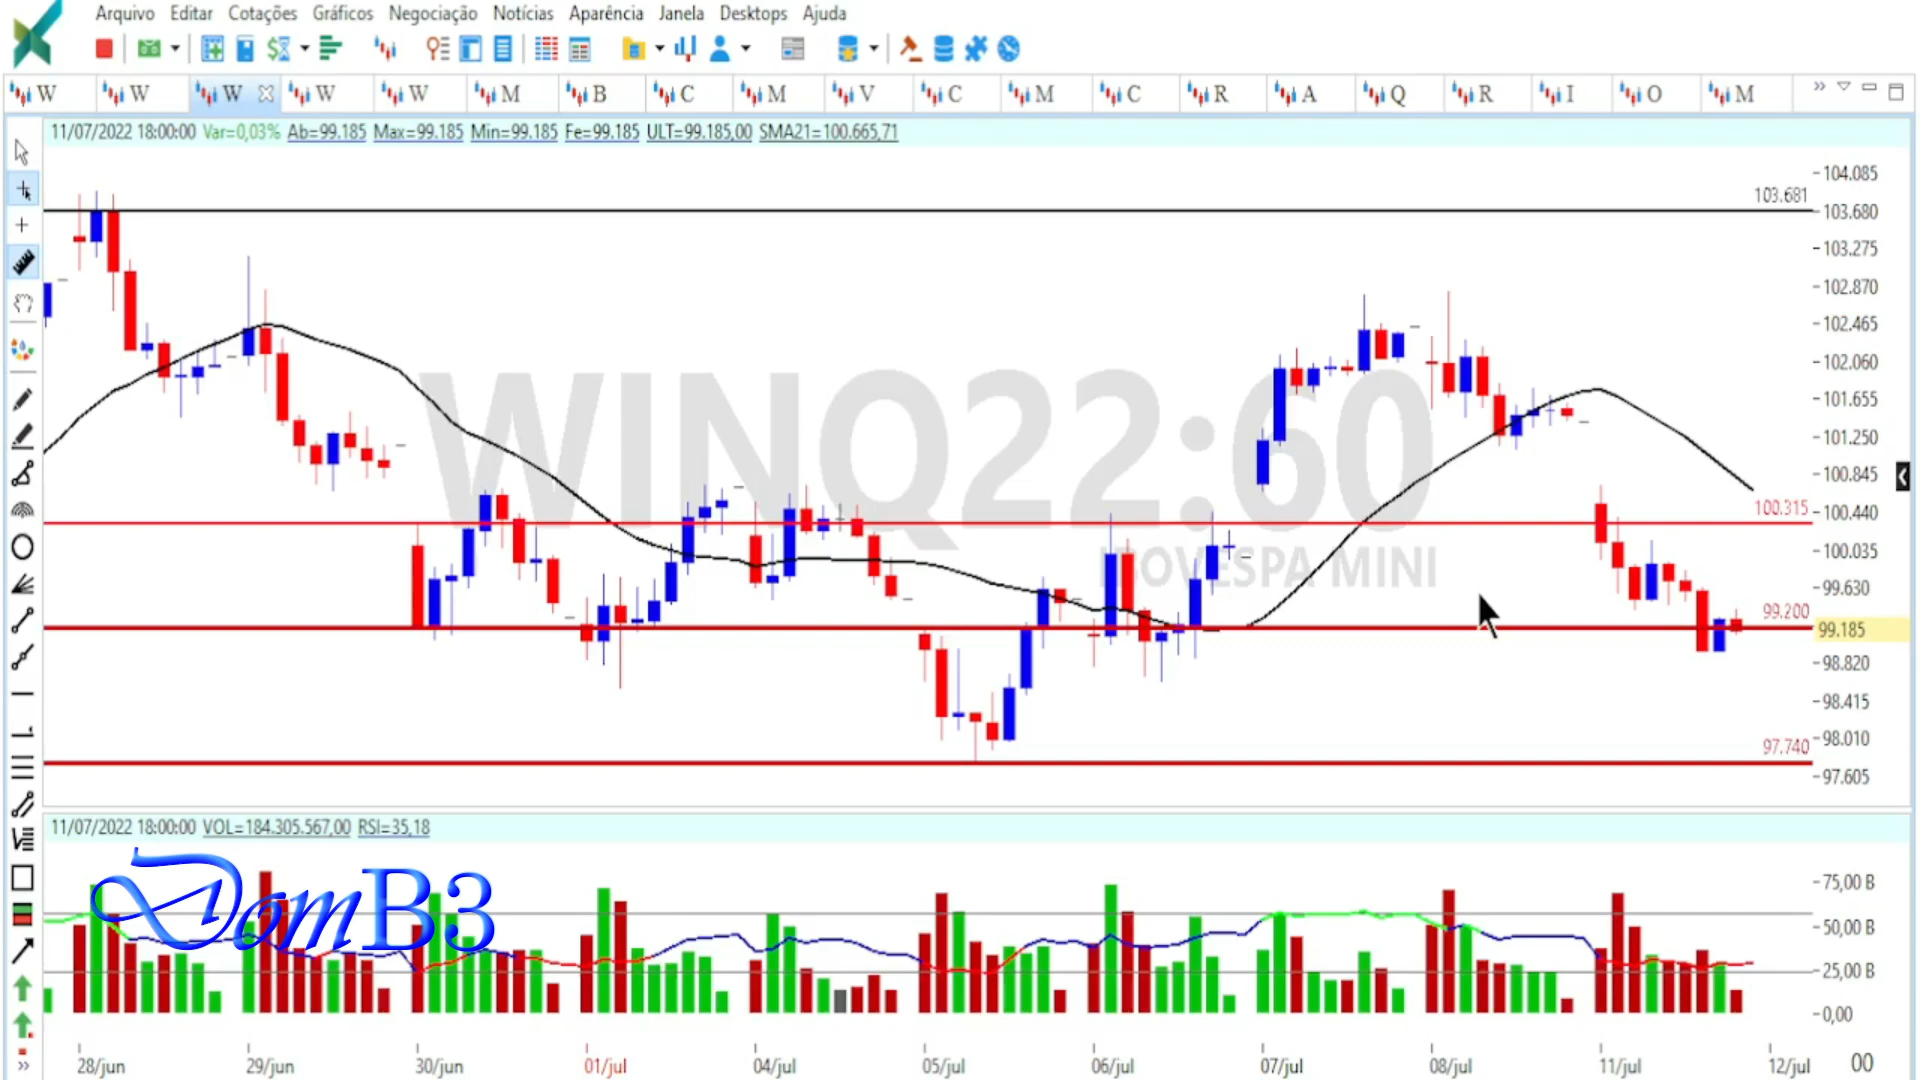 Arquivo Editar Cotações Gráficos Negociação Notícias Aparência Janela Desktops Ajuda
W W W W W M B C M V C M C R A Q R I O M
11/07/2022 18:00:00 Var=0,03% Ab=99.185 Max=99.185 Min=99.185 Fe=99.185 ULT=99.185,00 SMA21=100.665,71
104.085
103.681
103.680
103.275
102.870
102.465
102.060
101.655
101.250
100.845
100.315
100.440
100.035
99.630
99.200
99.185
98.820
98.415
98.010
97.740
97.605
WINQ22:60
IBOVESPA MINI
11/07/2022 18:00:00 VOL=184.305.567,00 RSI=35,18
DomB3
75,00 B
50,00 B
25,00 B
0,00
28/jun 29/jun 30/jun 01/jul 04/jul 05/jul 06/jul 07/jul 08/jul 11/jul 12/jul 00